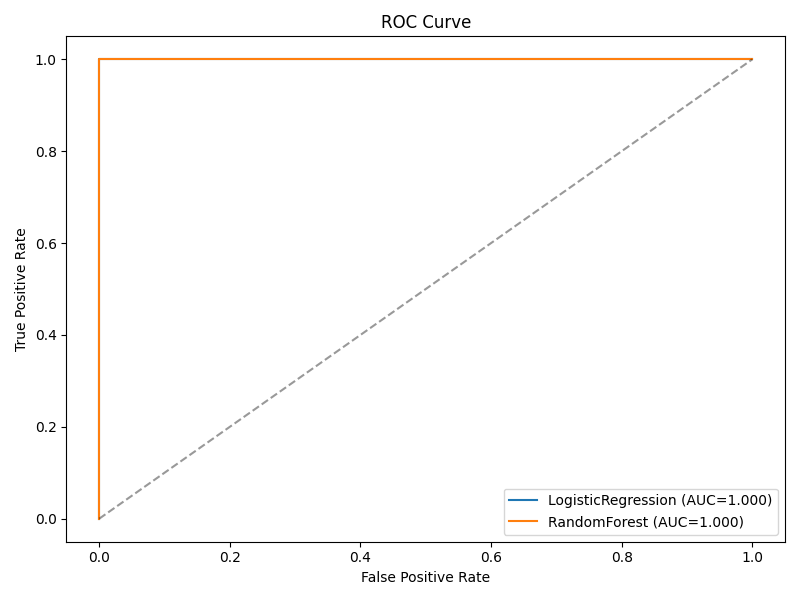 ROC Curve
True Positive Rate
1.0
0.8
0.6
0.4
0.2
0.0
LogisticRegression (AUC=1.000)
RandomForest (AUC=1.000)
0.0 0.2 0.4 0.6 0.8 1.0
False Positive Rate